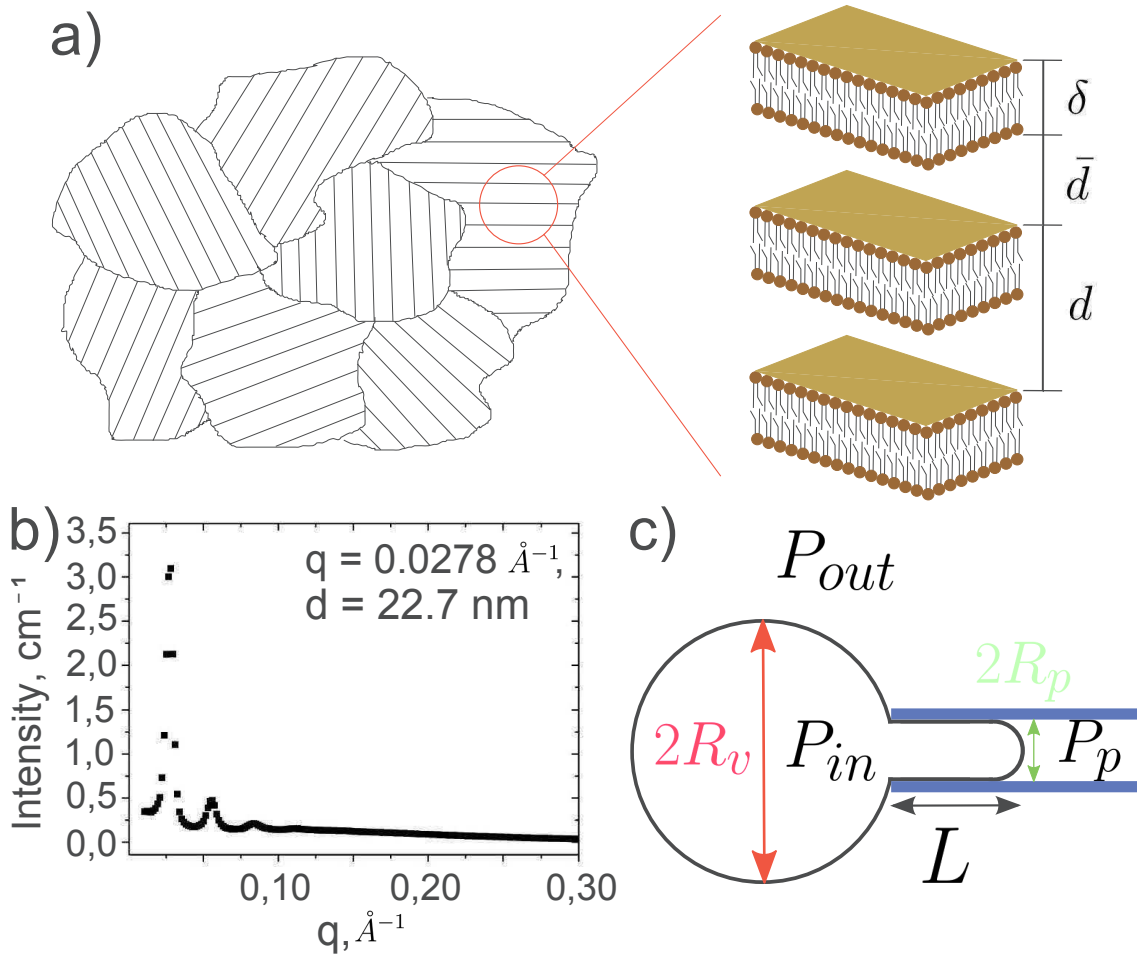 a)
δ
d̄
d
b)
3,5
3,0
2,5
2,0
1,5
1,0
0,5
0,0
Intensity, cm⁻¹
q = 0.0278 Å⁻¹,
d = 22.7 nm
0,10
0,20
0,30
q, Å⁻¹
c)
P_out
2R_p
2R_v
P_in
P_p
L